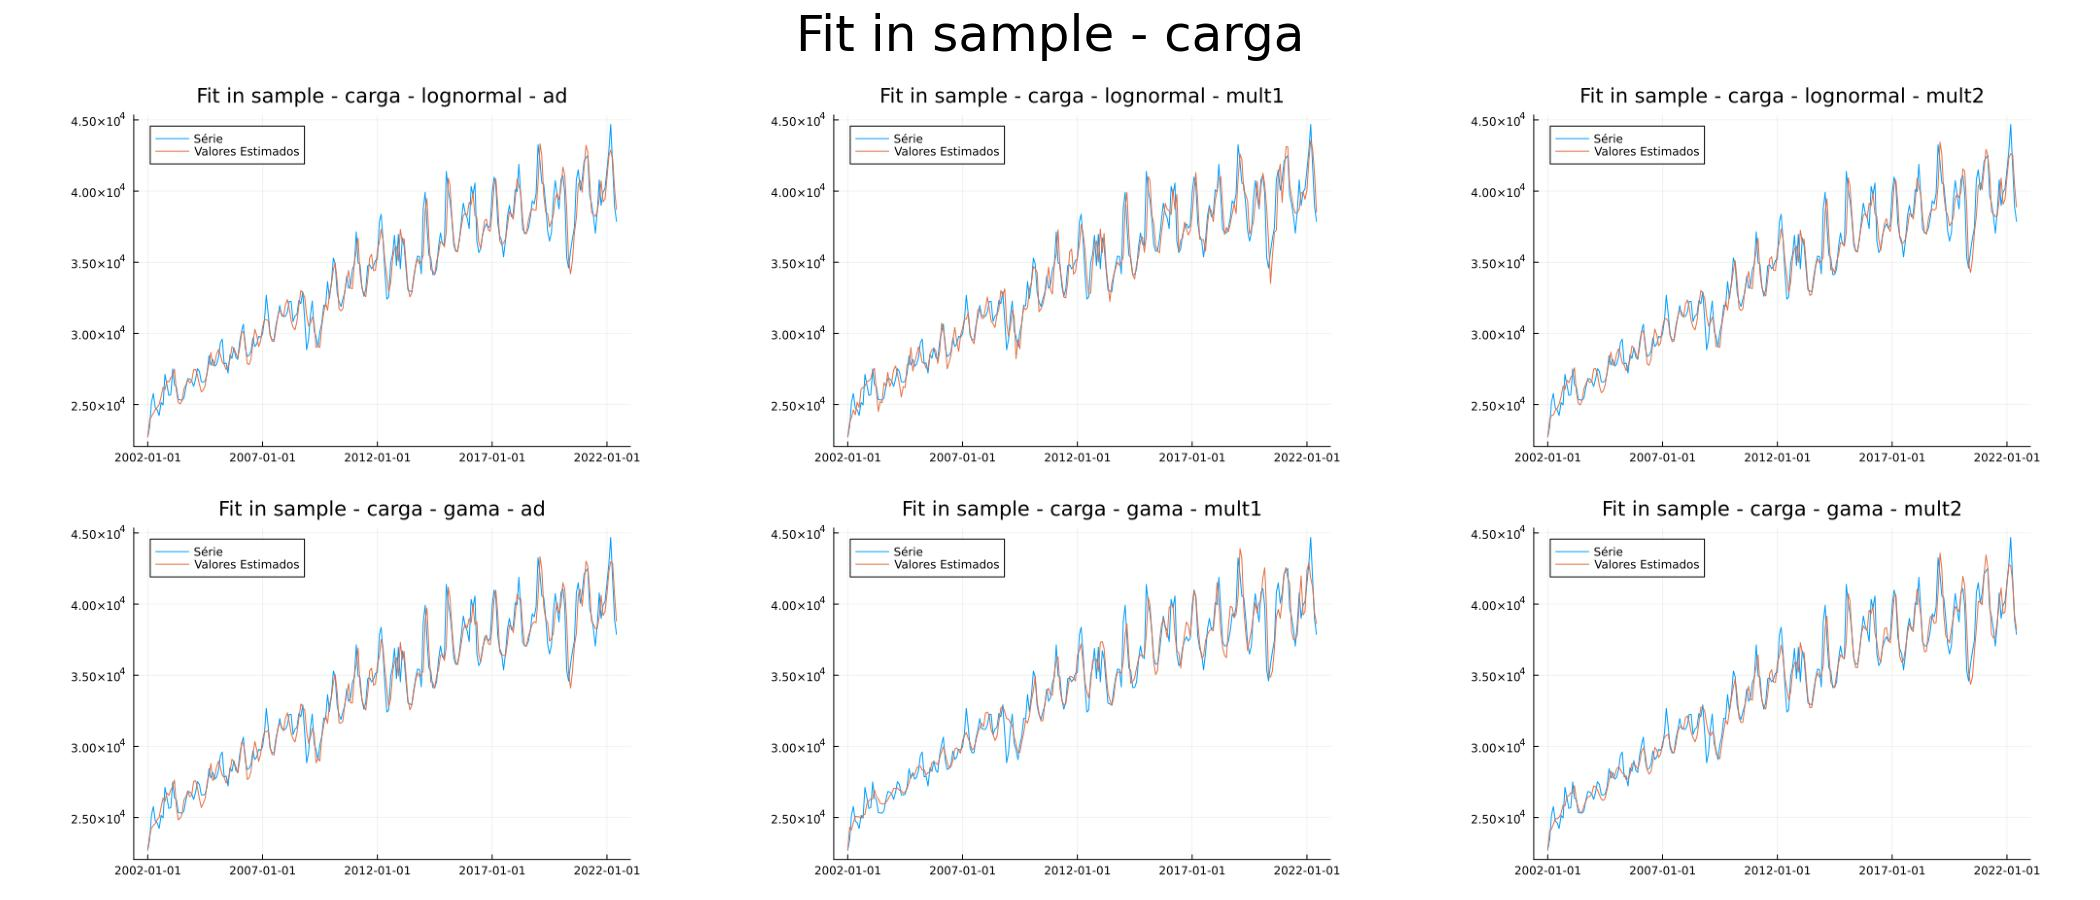 Fit in sample - carga
Fit in sample - carga - lognormal - ad
4.50×10⁴
4.00×10⁴
3.50×10⁴
3.00×10⁴
2.50×10⁴
Série
Valores Estimados
2002-01-01 2007-01-01 2012-01-01 2017-01-01 2022-01-01
Fit in sample - carga - lognormal - mult1
4.50×10⁴
4.00×10⁴
3.50×10⁴
3.00×10⁴
2.50×10⁴
Série
Valores Estimados
2002-01-01 2007-01-01 2012-01-01 2017-01-01 2022-01-01
Fit in sample - carga - lognormal - mult2
4.50×10⁴
4.00×10⁴
3.50×10⁴
3.00×10⁴
2.50×10⁴
Série
Valores Estimados
2002-01-01 2007-01-01 2012-01-01 2017-01-01 2022-01-01
Fit in sample - carga - gama - ad
4.50×10⁴
4.00×10⁴
3.50×10⁴
3.00×10⁴
2.50×10⁴
Série
Valores Estimados
2002-01-01 2007-01-01 2012-01-01 2017-01-01 2022-01-01
Fit in sample - carga - gama - mult1
4.50×10⁴
4.00×10⁴
3.50×10⁴
3.00×10⁴
2.50×10⁴
Série
Valores Estimados
2002-01-01 2007-01-01 2012-01-01 2017-01-01 2022-01-01
Fit in sample - carga - gama - mult2
4.50×10⁴
4.00×10⁴
3.50×10⁴
3.00×10⁴
2.50×10⁴
Série
Valores Estimados
2002-01-01 2007-01-01 2012-01-01 2017-01-01 2022-01-01